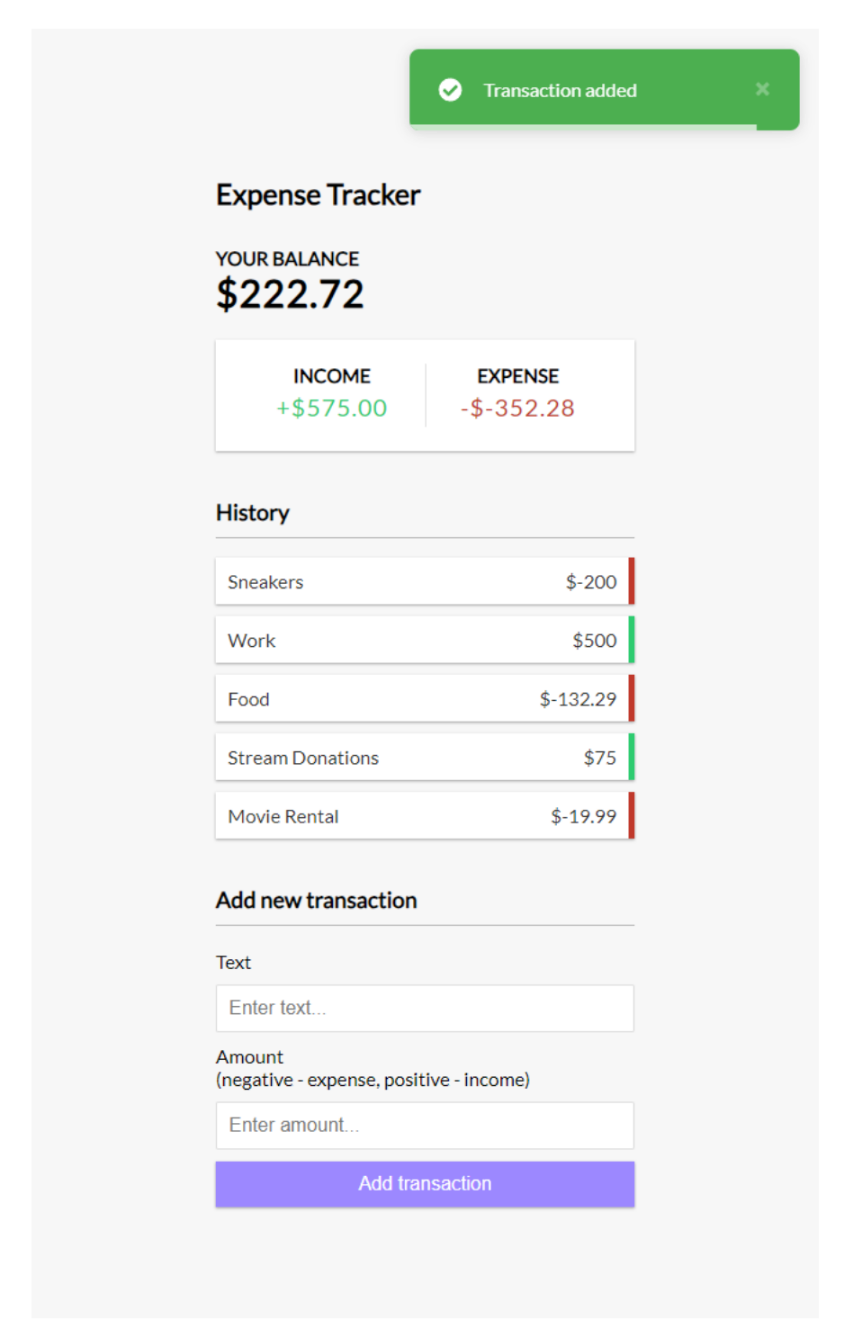 Transaction added ×
Expense Tracker
YOUR BALANCE
$222.72
INCOME EXPENSE
+$575.00 -$-352.28
History
Sneakers $-200
Work $500
Food $-132.29
Stream Donations $75
Movie Rental $-19.99
Add new transaction
Text
Enter text...
Amount
(negative - expense, positive - income)
Enter amount...
Add transaction